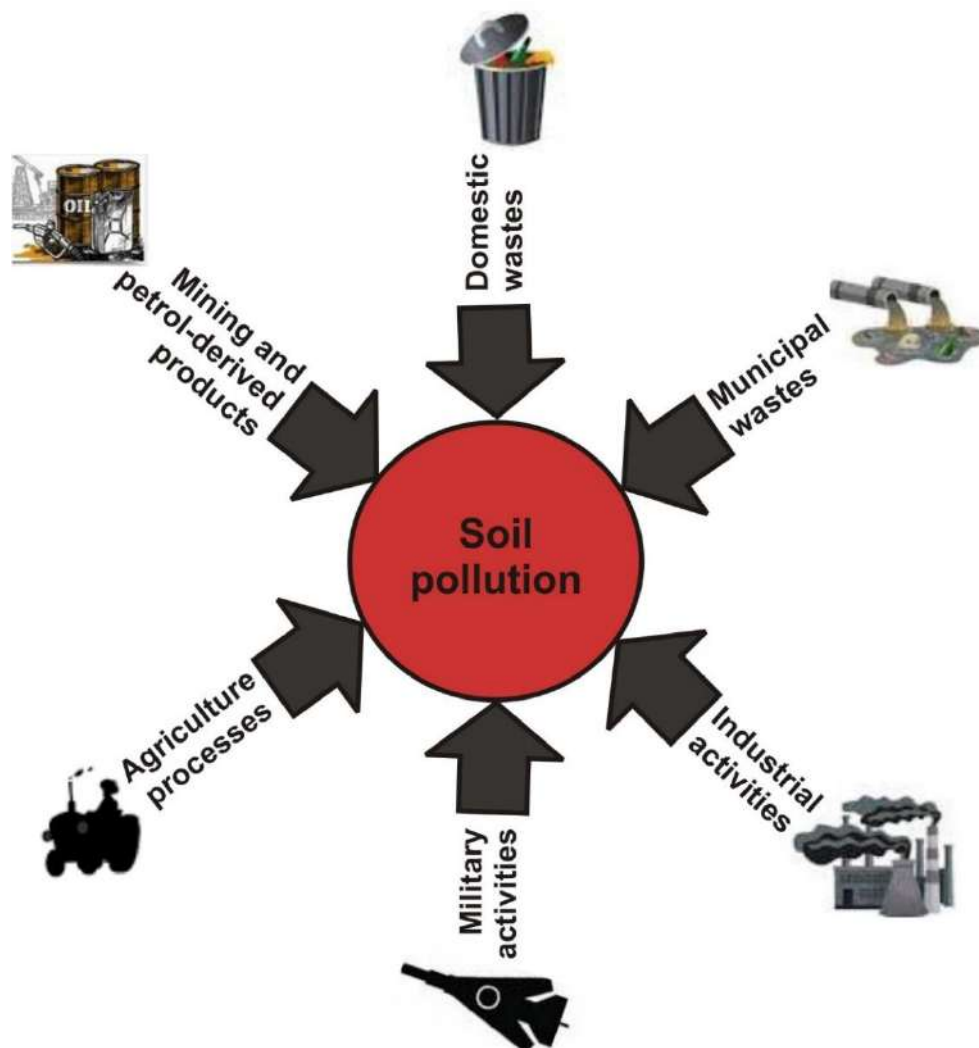 Domestic
wastes
OIL
Mining and
petrol-derived
products
Municipal
wastes
Soil
pollution
Agriculture
processes
Industrial
activities
Military
activities